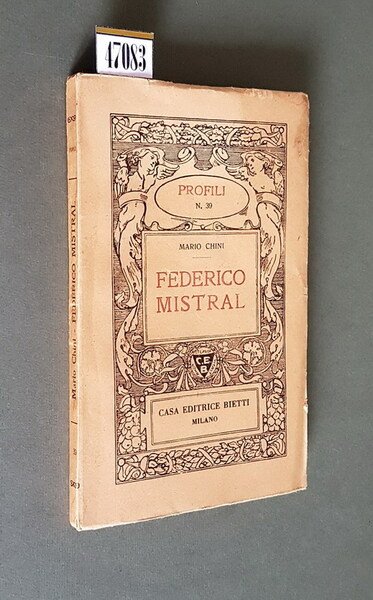 47083
PROFILI
N. 39
MARIO CHINI
FEDERICO
MISTRAL
C.E.
B.
CASA EDITRICE BIETTI
MILANO
Mario Chini - FEDERICO MISTRAL